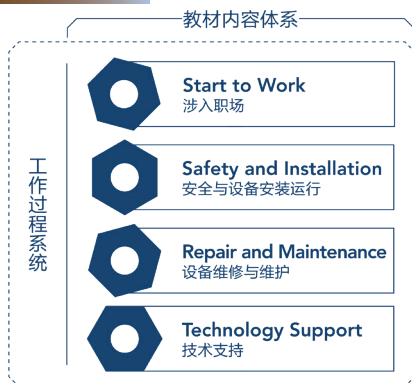 教材内容体系
工作过程系统
Start to Work
涉入职场
Safety and Installation
安全与设备安装运行
Repair and Maintenance
设备维修与维护
Technology Support
技术支持